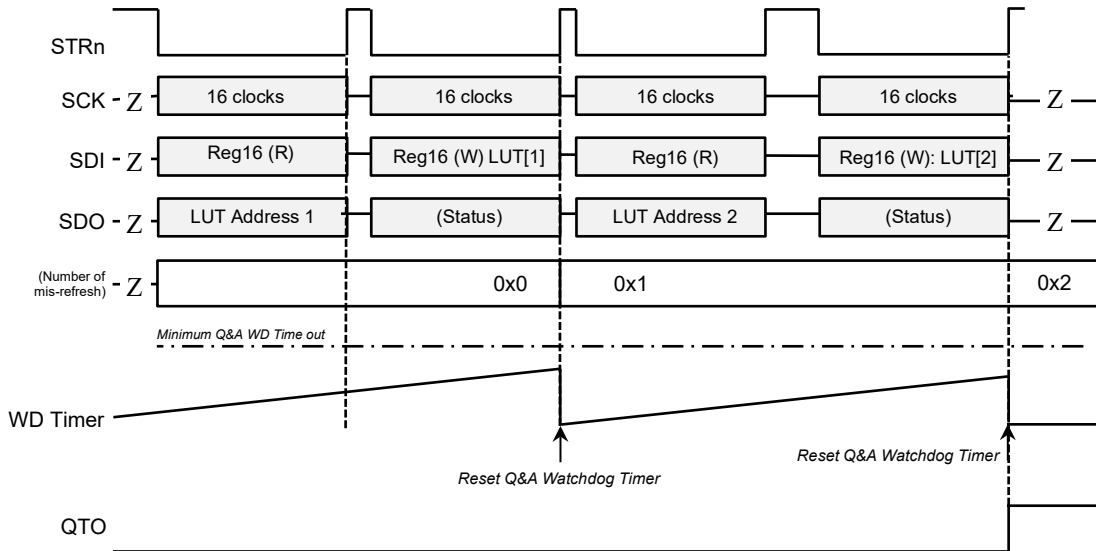 STRn
SCK Z 16 clocks 16 clocks 16 clocks 16 clocks Z
SDI Z Reg16 (R) Reg16 (W) LUT[1] Reg16 (R) Reg16 (W): LUT[2] Z
SDO Z LUT Address 1 (Status) LUT Address 2 (Status) Z
(Number of
mis-refresh) Z 0x0 0x1 0x2
Minimum Q&A WD Time out
WD Timer
Reset Q&A Watchdog Timer
Reset Q&A Watchdog Timer
QTO